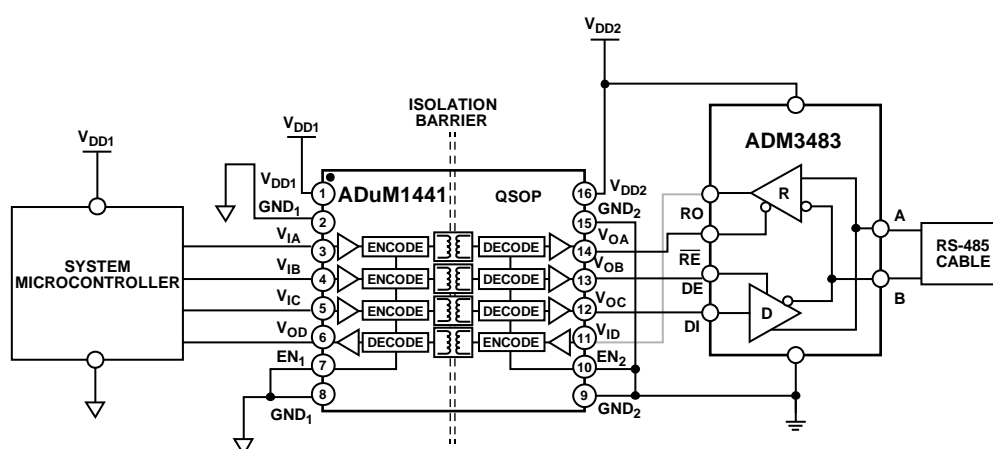 VDD2
ISOLATION
BARRIER
VDD1
VDD1
ADM3483
VDD1
GND1
ADuM1441
QSOP
VDD2
GND2
1
2
16
15
R
RO
A
SYSTEM
MICROCONTROLLER
VIA
3
ENCODE
DECODE
14
VOA
RE
RS-485
CABLE
VIB
4
ENCODE
DECODE
13
VOB
DE
B
VIC
5
ENCODE
DECODE
12
VOC
DI
D
VOD
6
DECODE
ENCODE
11
VID
EN1
7
10
EN2
GND1
8
9
GND2